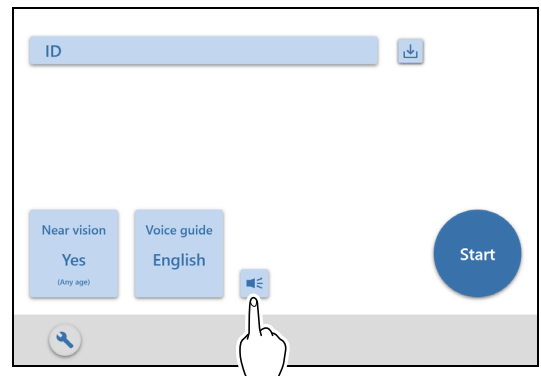 ID
Near vision
Yes
(Any age)
Voice guide
English
Start